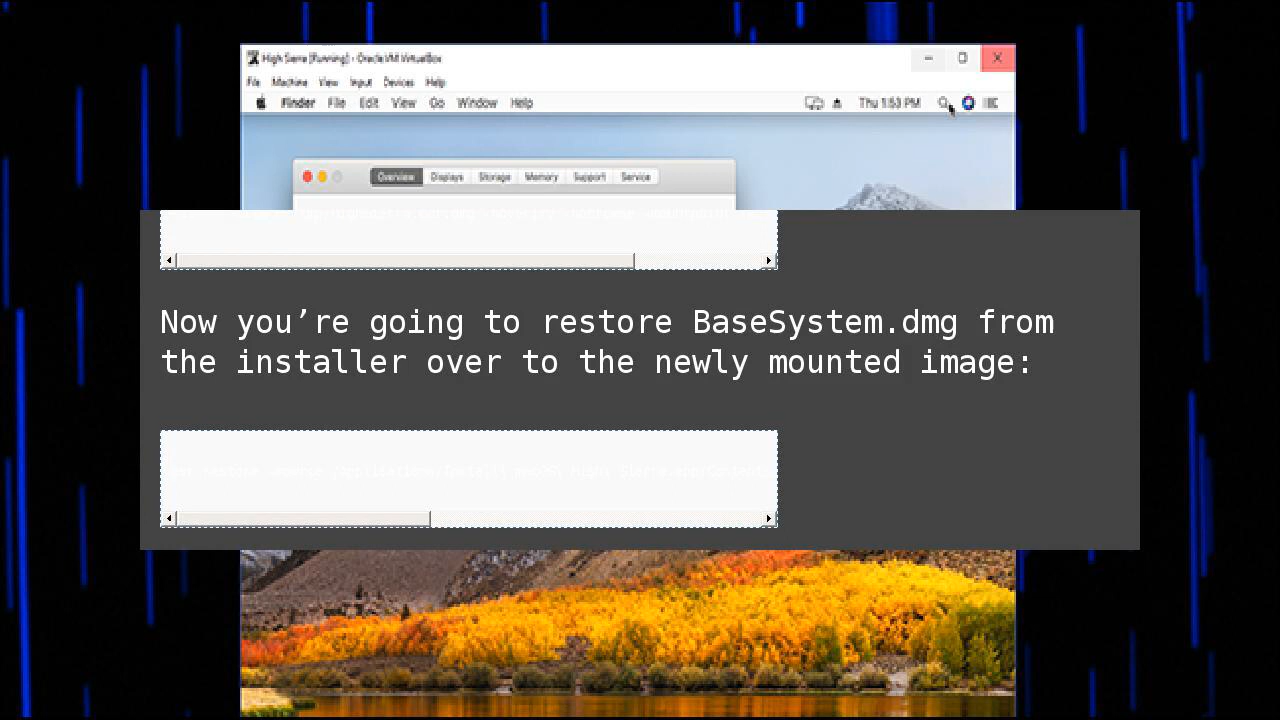 High Sierra [Running] - Oracle VM VirtualBox
File Machine View Input Devices Help
Finder File Edit View Go Window Help Thu 1:53 PM
Overview Displays Storage Memory Support Service
Now you’re going to restore BaseSystem.dmg from
the installer over to the newly mounted image: